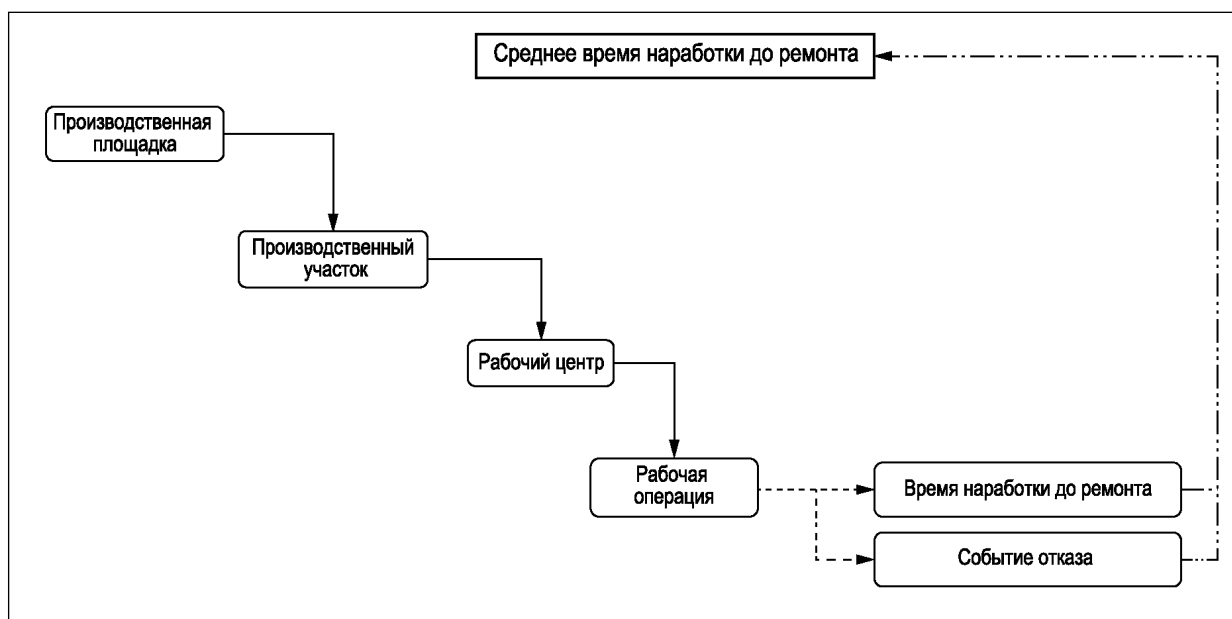 Среднее время наработки до ремонта
Производственная
площадка
Производственный
участок
Рабочий центр
Рабочая
операция
Время наработки до ремонта
Событие отказа